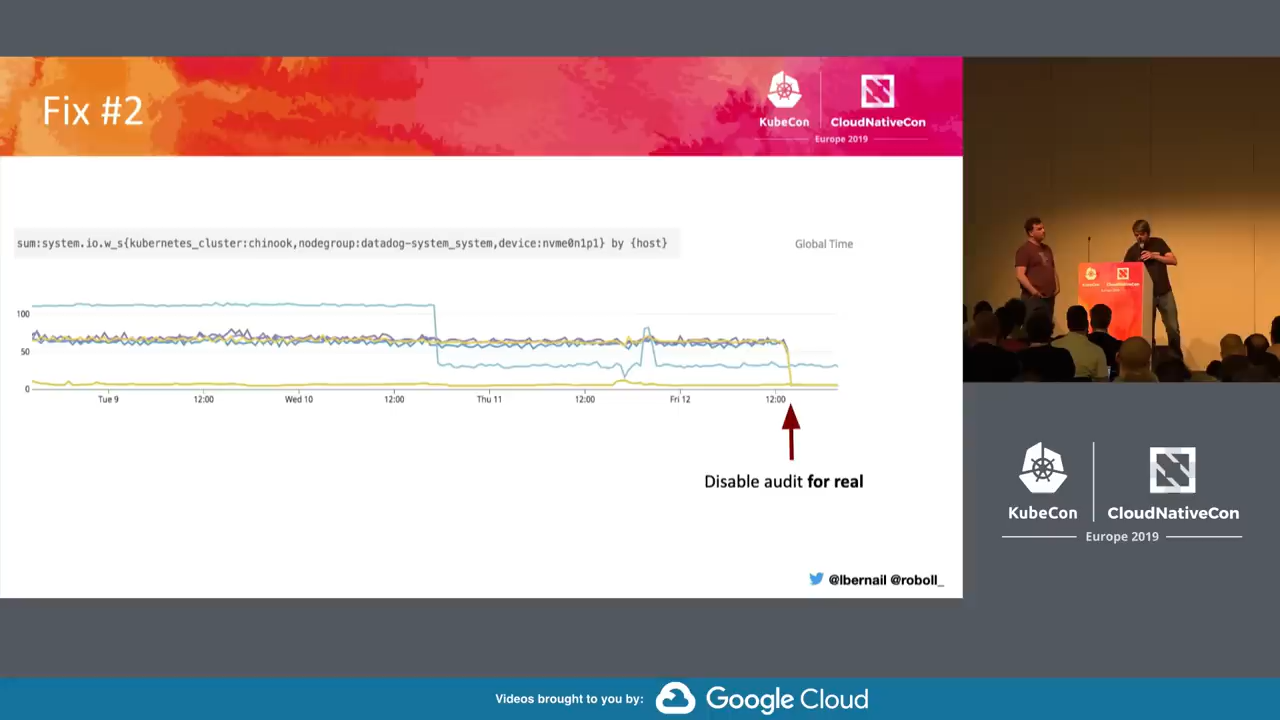 Fix #2
KubeCon
CloudNativeCon
Europe 2019
sum:system.io.w_s{kubernetes_cluster:chinook,nodegroup:datadog-system_system,device:nvme0n1p1} by {host}
Global Time
100
50
0
Tue 9
12:00
Wed 10
12:00
Thu 11
12:00
Fri 12
12:00
Disable audit for real
@lbernail @roboll_
KubeCon
CloudNativeCon
Europe 2019
Videos brought to you by:
Google Cloud